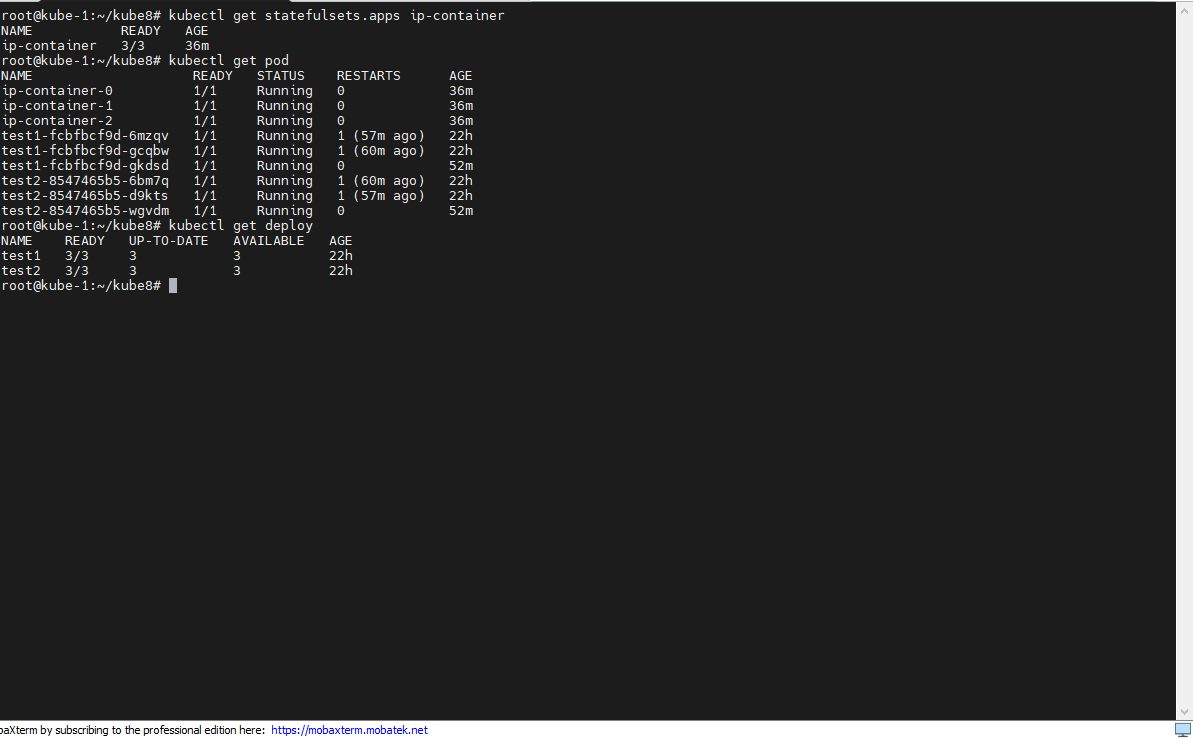 root@kube-1:~/kube8# kubectl get statefulsets.apps ip-container
NAME           READY   AGE
ip-container   3/3     36m
root@kube-1:~/kube8# kubectl get pod
NAME                    READY   STATUS    RESTARTS      AGE
ip-container-0          1/1     Running   0             36m
ip-container-1          1/1     Running   0             36m
ip-container-2          1/1     Running   0             36m
test1-fcbfbcf9d-6mzqv   1/1     Running   1 (57m ago)   22h
test1-fcbfbcf9d-gcqbw   1/1     Running   1 (60m ago)   22h
test1-fcbfbcf9d-gkdsd   1/1     Running   0             52m
test2-8547465b5-6bm7q   1/1     Running   1 (60m ago)   22h
test2-8547465b5-d9kts   1/1     Running   1 (57m ago)   22h
test2-8547465b5-wgvdm   1/1     Running   0             52m
root@kube-1:~/kube8# kubectl get deploy
NAME    READY   UP-TO-DATE   AVAILABLE   AGE
test1   3/3     3            3           22h
test2   3/3     3            3           22h
root@kube-1:~/kube8#
baXterm by subscribing to the professional edition here: https://mobaxterm.mobatek.net